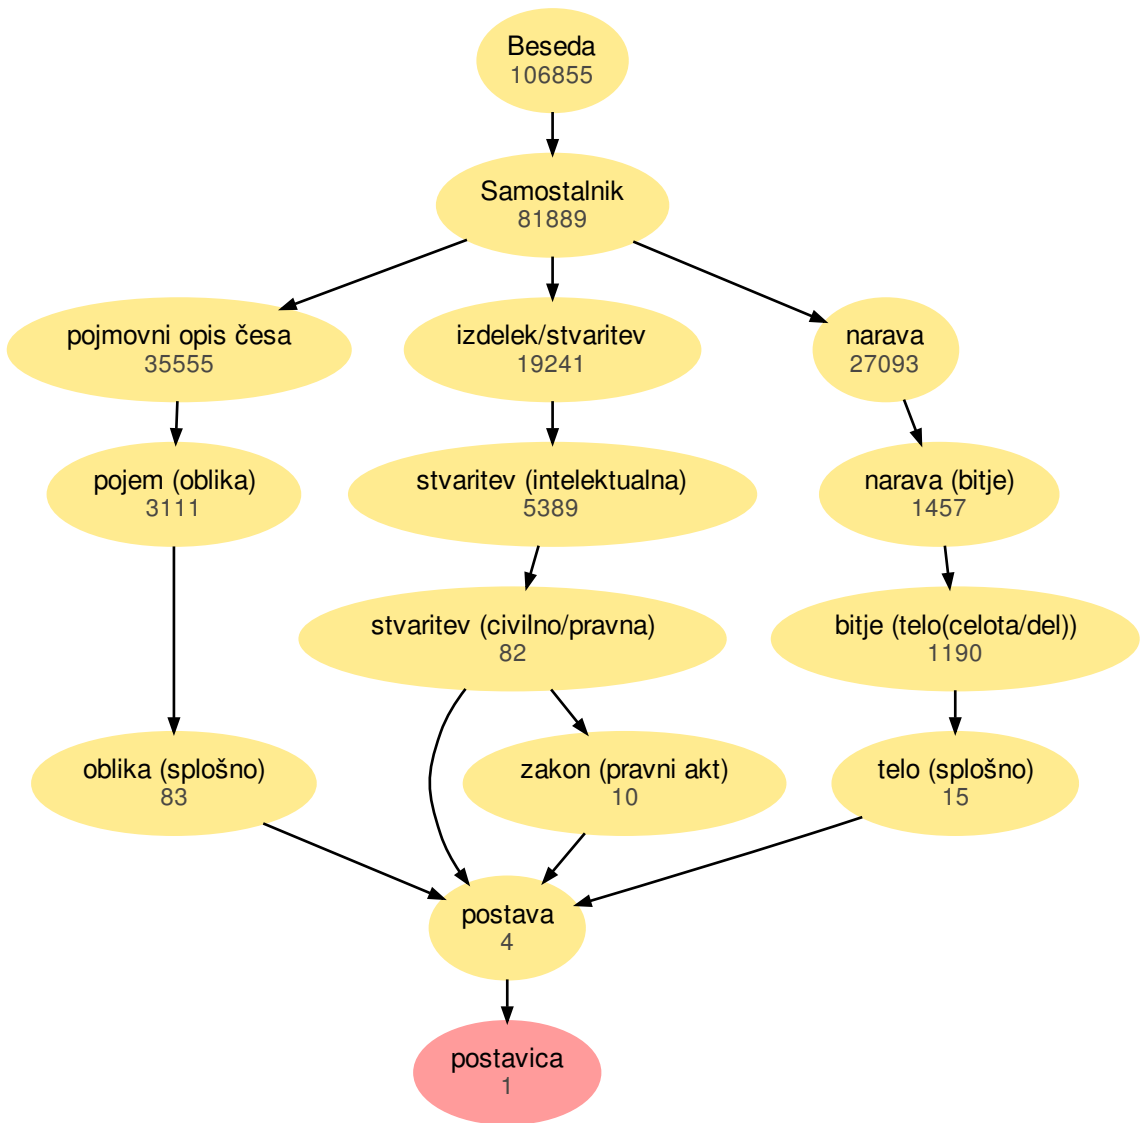 Beseda
106855
Samostalnik
81889
pojmovni opis česa
35555
izdelek/stvaritev
19241
narava
27093
pojem (oblika)
3111
stvaritev (intelektualna)
5389
narava (bitje)
1457
stvaritev (civilno/pravna)
82
bitje (telo(celota/del))
1190
oblika (splošno)
83
zakon (pravni akt)
10
telo (splošno)
15
postava
4
postavica
1